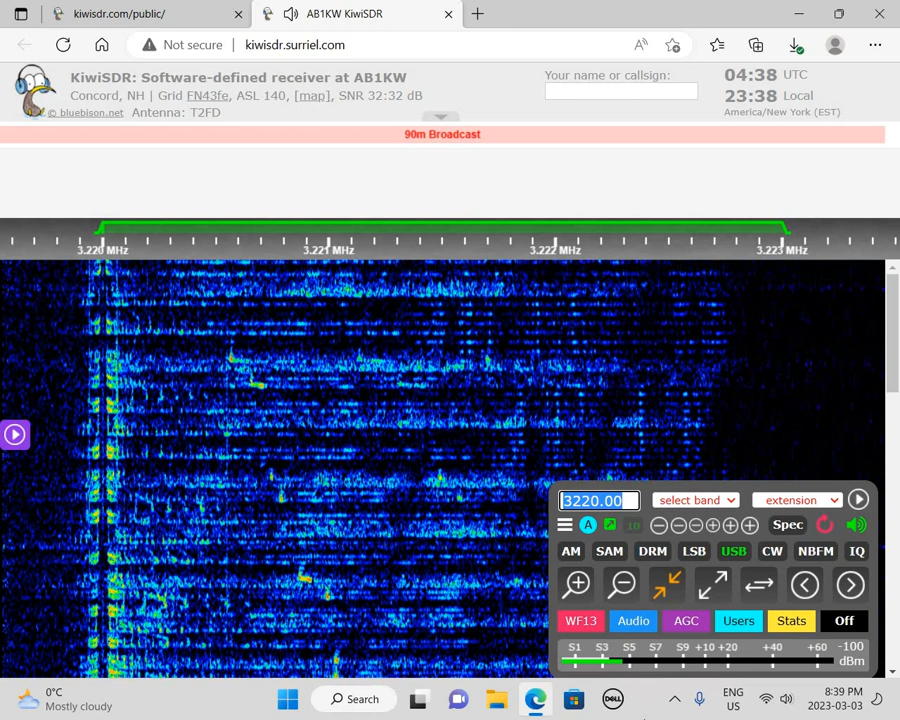 kiwisdr.com/public/
AB1KW KiwiSDR
Not secure kiwisdr.surriel.com
KiwiSDR: Software-defined receiver at AB1KW
Concord, NH | Grid FN43fe, ASL 140, [map], SNR 32:32 dB
© bluebison.net Antenna: T2FD
Your name or callsign:
04:38 UTC
23:38 Local
America/New York (EST)
90m Broadcast
3.220 MHz 3.221 MHz 3.222 MHz 3.223 MHz
3220.00 select band extension
A 10 Spec
AM SAM DRM LSB USB CW NBFM IQ
WF13 Audio AGC Users Stats Off
S1 S3 S5 S7 S9 +10 +20 +40 +60 -100
dBm
0°C
Mostly cloudy
Search
DELL
ENG
US
8:39 PM
2023-03-03